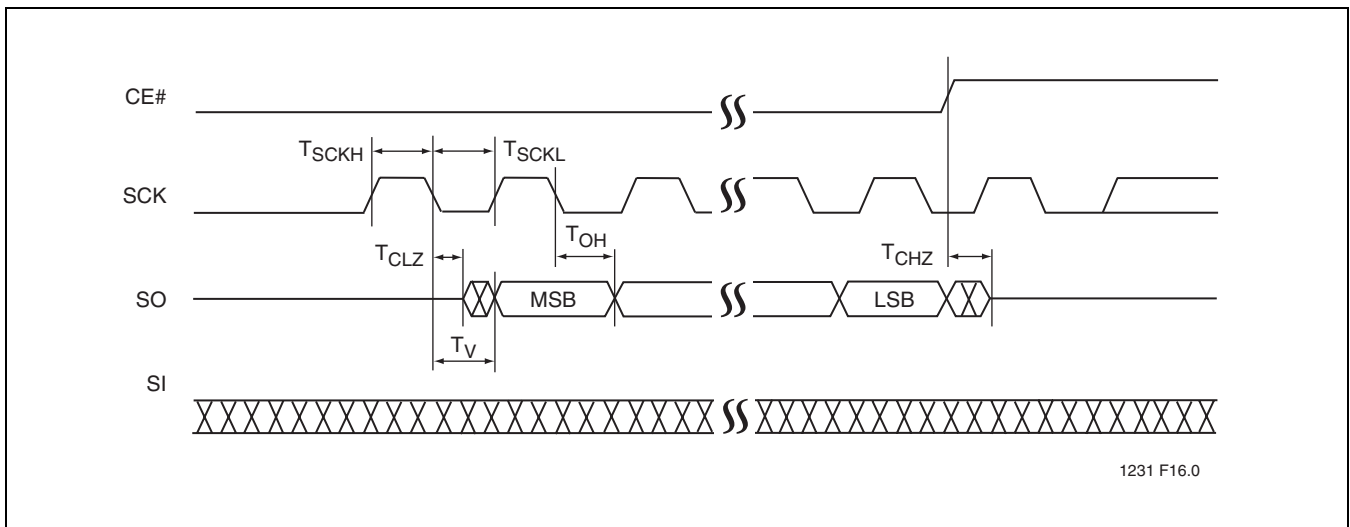 CE#
TSCKH
TSCKL
SCK
TOH
TCLZ
TCHZ
SO
MSB
LSB
TV
SI
1231 F16.0